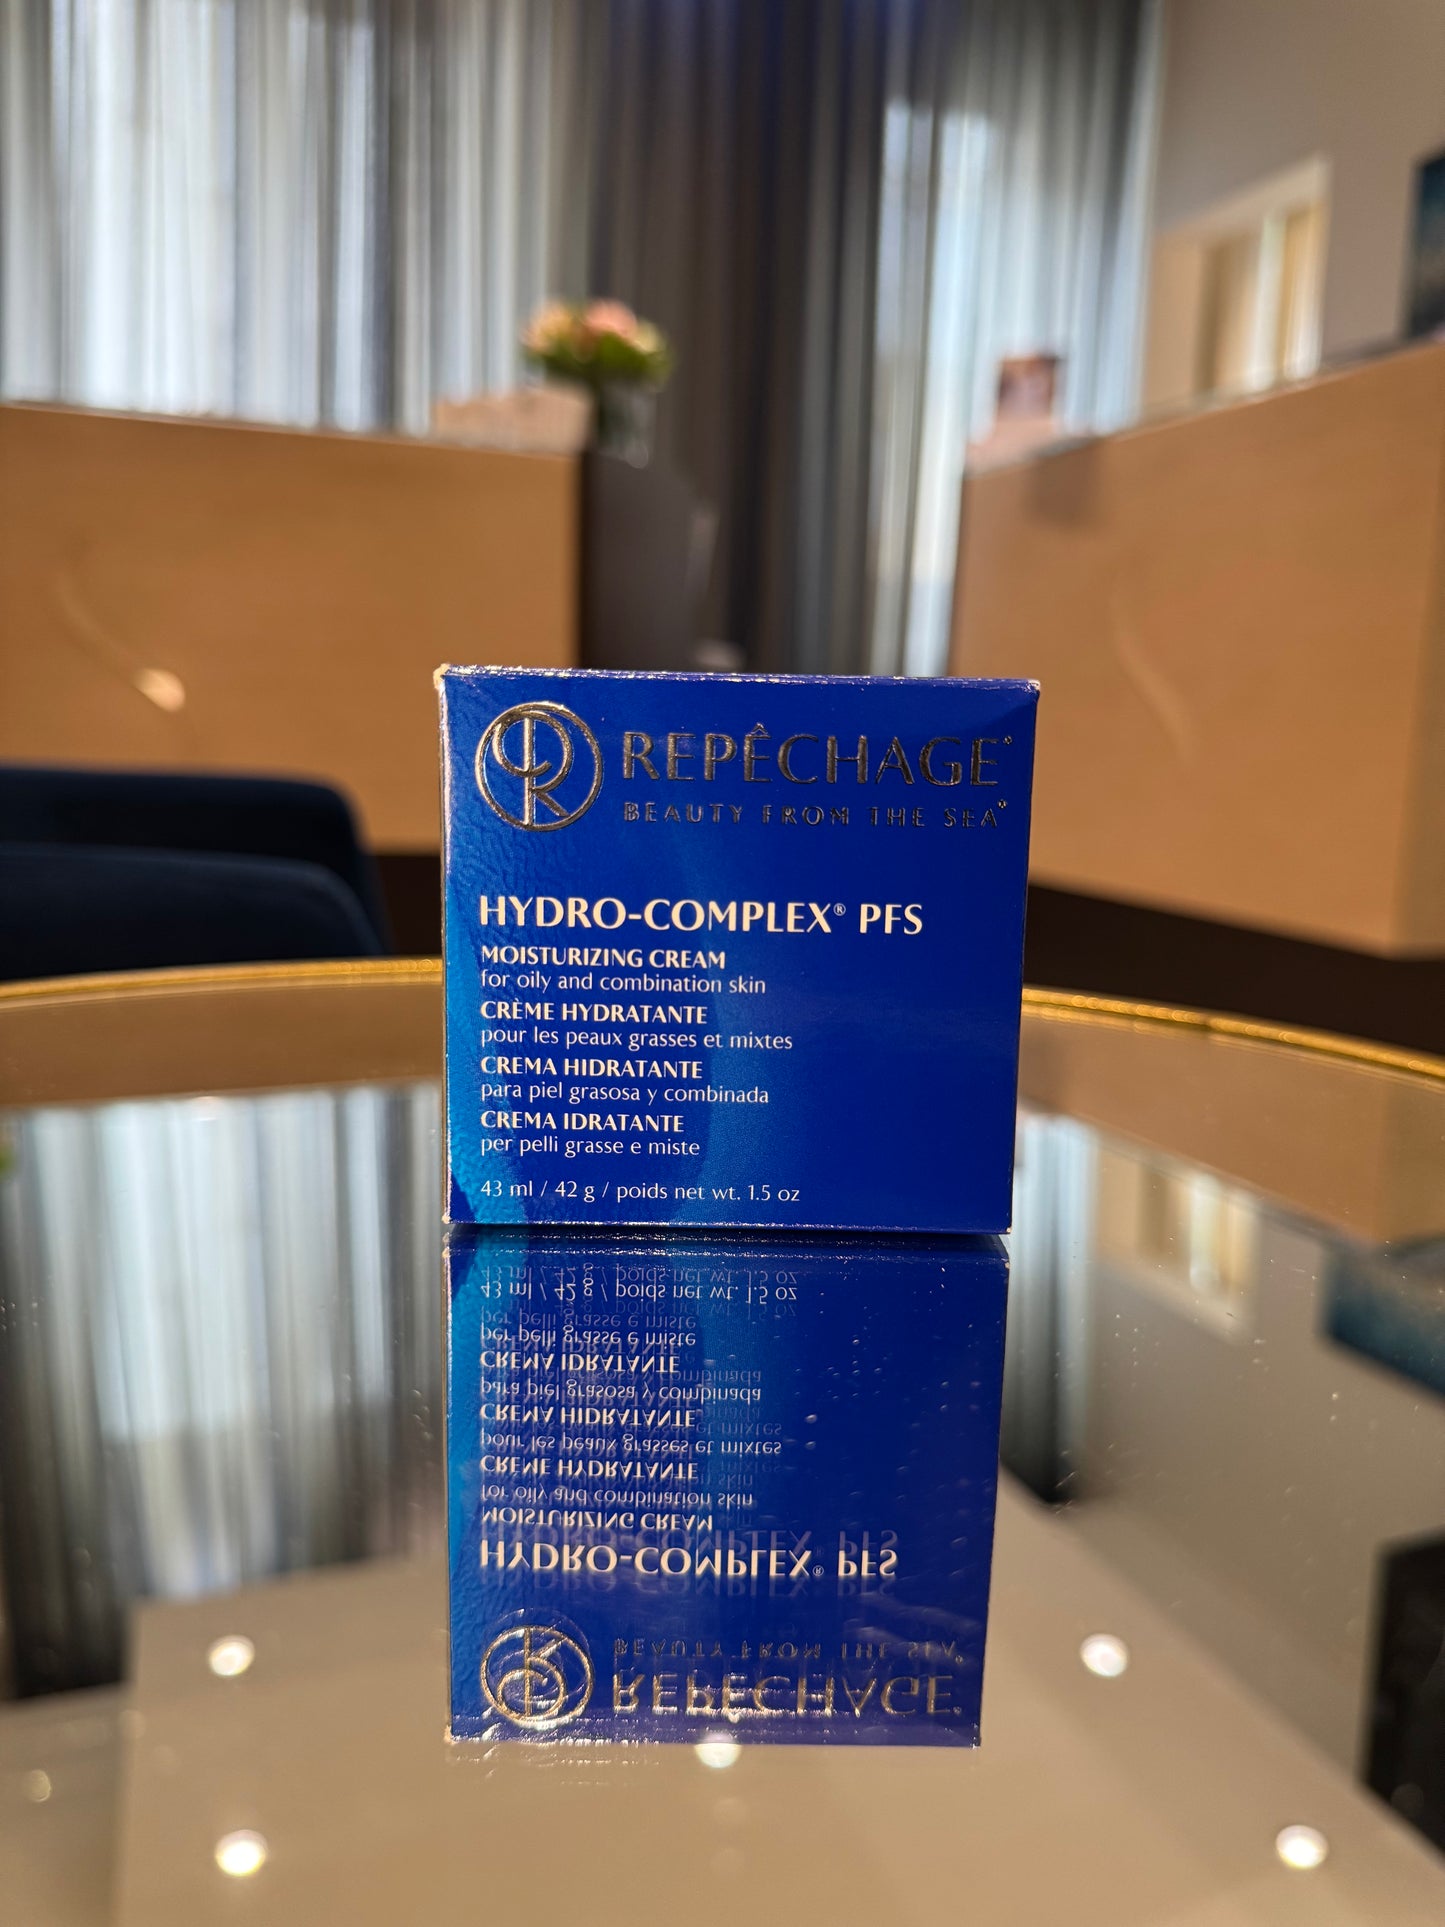 REPÊCHAGE®
BEAUTY FROM THE SEA®
HYDRO-COMPLEX® PFS
MOISTURIZING CREAM
for oily and combination skin
CRÈME HYDRATANTE
pour les peaux grasses et mixtes
CREMA HIDRATANTE
para piel grasosa y combinada
CREMA IDRATANTE
per pelli grasse e miste
43 ml / 42 g / poids net wt. 1.5 oz